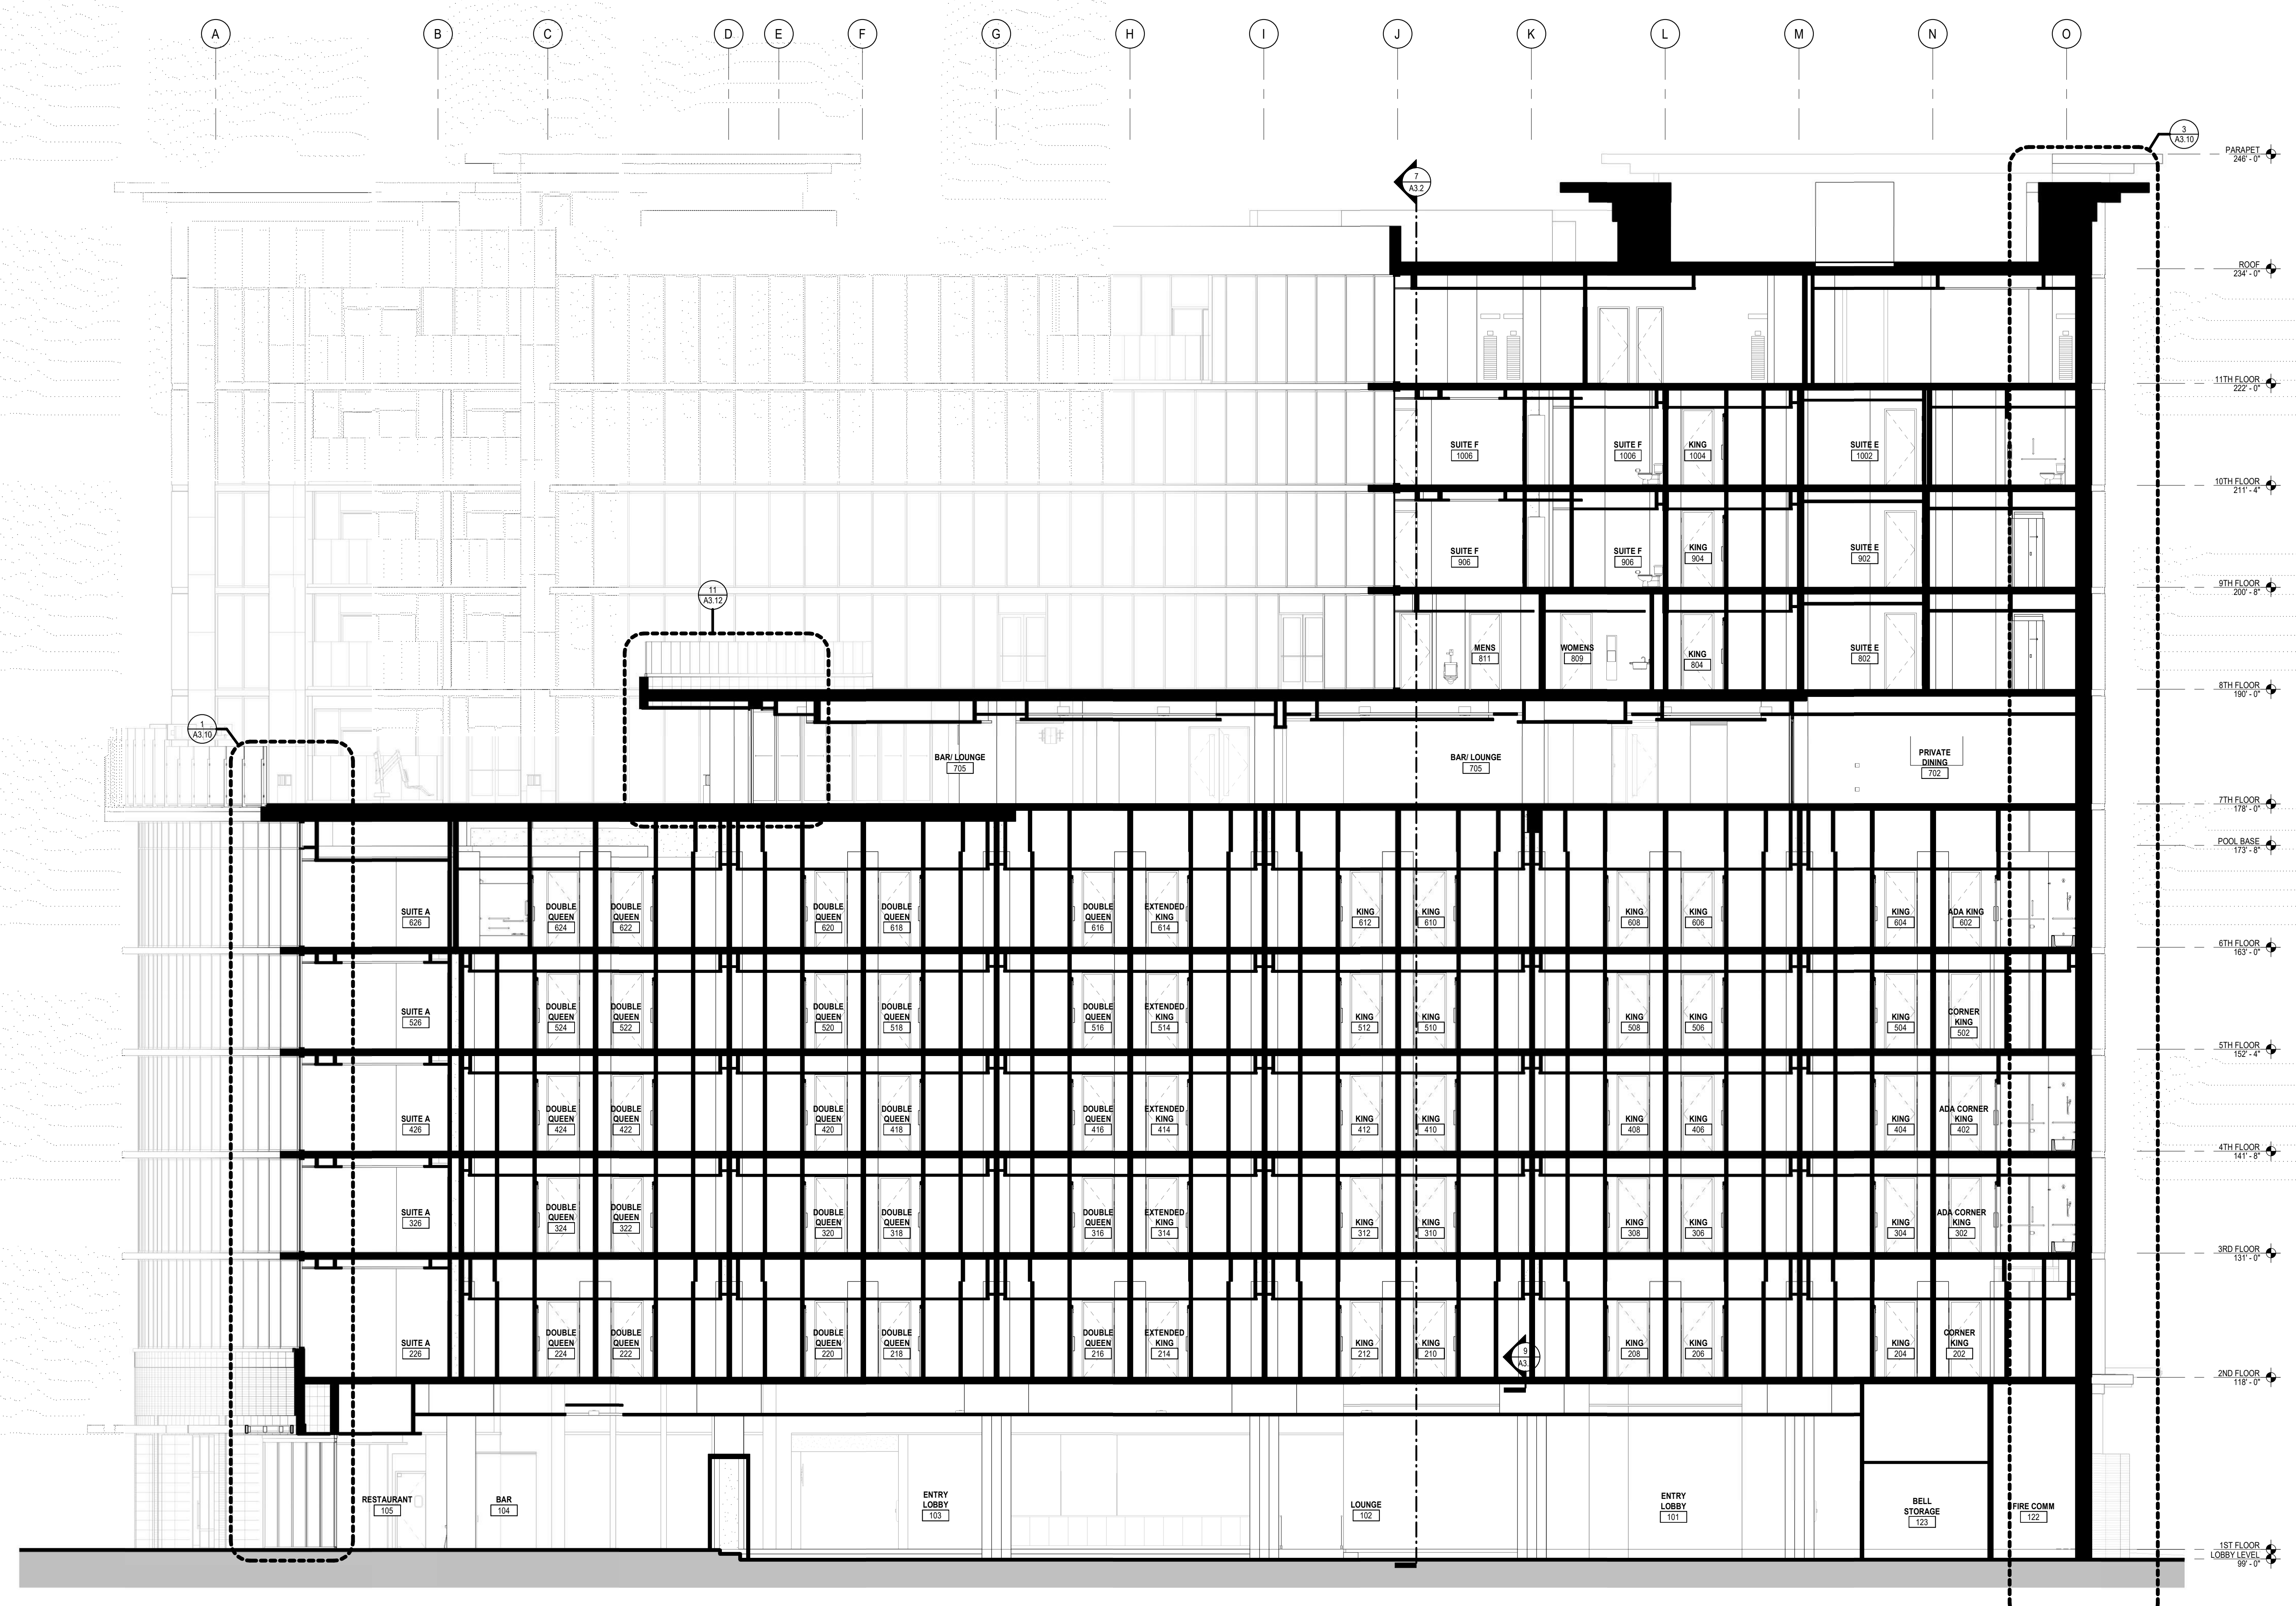 A B C D E F G H I J K L M N O
3
A3.10
PARAPET
246' - 0"
7
A3.2
ROOF
234' - 0"
11TH FLOOR
222' - 0"
SUITE F SUITE F KING SUITE E
1006 1006 1004 1002
10TH FLOOR
211' - 4"
SUITE F SUITE F KING SUITE E
906 906 904 902
9TH FLOOR
200' - 8"
11
A3.12
MENS WOMENS KING SUITE E
811 809 804 802
8TH FLOOR
190' - 0"
1
A3.10
BAR/ LOUNGE BAR/ LOUNGE PRIVATE
DINING
705 705 702
7TH FLOOR
178' - 0"
POOL BASE
173' - 8"
SUITE A DOUBLE DOUBLE DOUBLE DOUBLE DOUBLE EXTENDED KING KING KING KING KING ADA KING
QUEEN QUEEN QUEEN QUEEN QUEEN KING
626 624 622 620 618 616 614 612 610 608 606 604 602
6TH FLOOR
163' - 0"
SUITE A DOUBLE DOUBLE DOUBLE DOUBLE DOUBLE EXTENDED KING KING KING KING KING CORNER
QUEEN QUEEN QUEEN QUEEN QUEEN KING KING
526 524 522 520 518 516 514 512 510 508 506 504 502
5TH FLOOR
152' - 4"
SUITE A DOUBLE DOUBLE DOUBLE DOUBLE DOUBLE EXTENDED KING KING KING KING KING ADA CORNER
QUEEN QUEEN QUEEN QUEEN QUEEN KING KING
426 424 422 420 418 416 414 412 410 408 406 404 402
4TH FLOOR
141' - 8"
SUITE A DOUBLE DOUBLE DOUBLE DOUBLE DOUBLE EXTENDED KING KING KING KING KING ADA CORNER
QUEEN QUEEN QUEEN QUEEN QUEEN KING KING
326 324 322 320 318 316 314 312 310 308 306 304 302
3RD FLOOR
131' - 0"
SUITE A DOUBLE DOUBLE DOUBLE DOUBLE DOUBLE EXTENDED KING KING KING KING KING CORNER
QUEEN QUEEN QUEEN QUEEN QUEEN KING KING
226 224 222 220 218 216 214 212 210 208 206 204 202
9
2ND FLOOR
118' - 0"
RESTAURANT BAR ENTRY
LOBBY LOUNGE ENTRY
LOBBY BELL
STORAGE FIRE COMM
105 104 103 102 101 123 122
1ST FLOOR
LOBBY LEVEL
99' - 0"